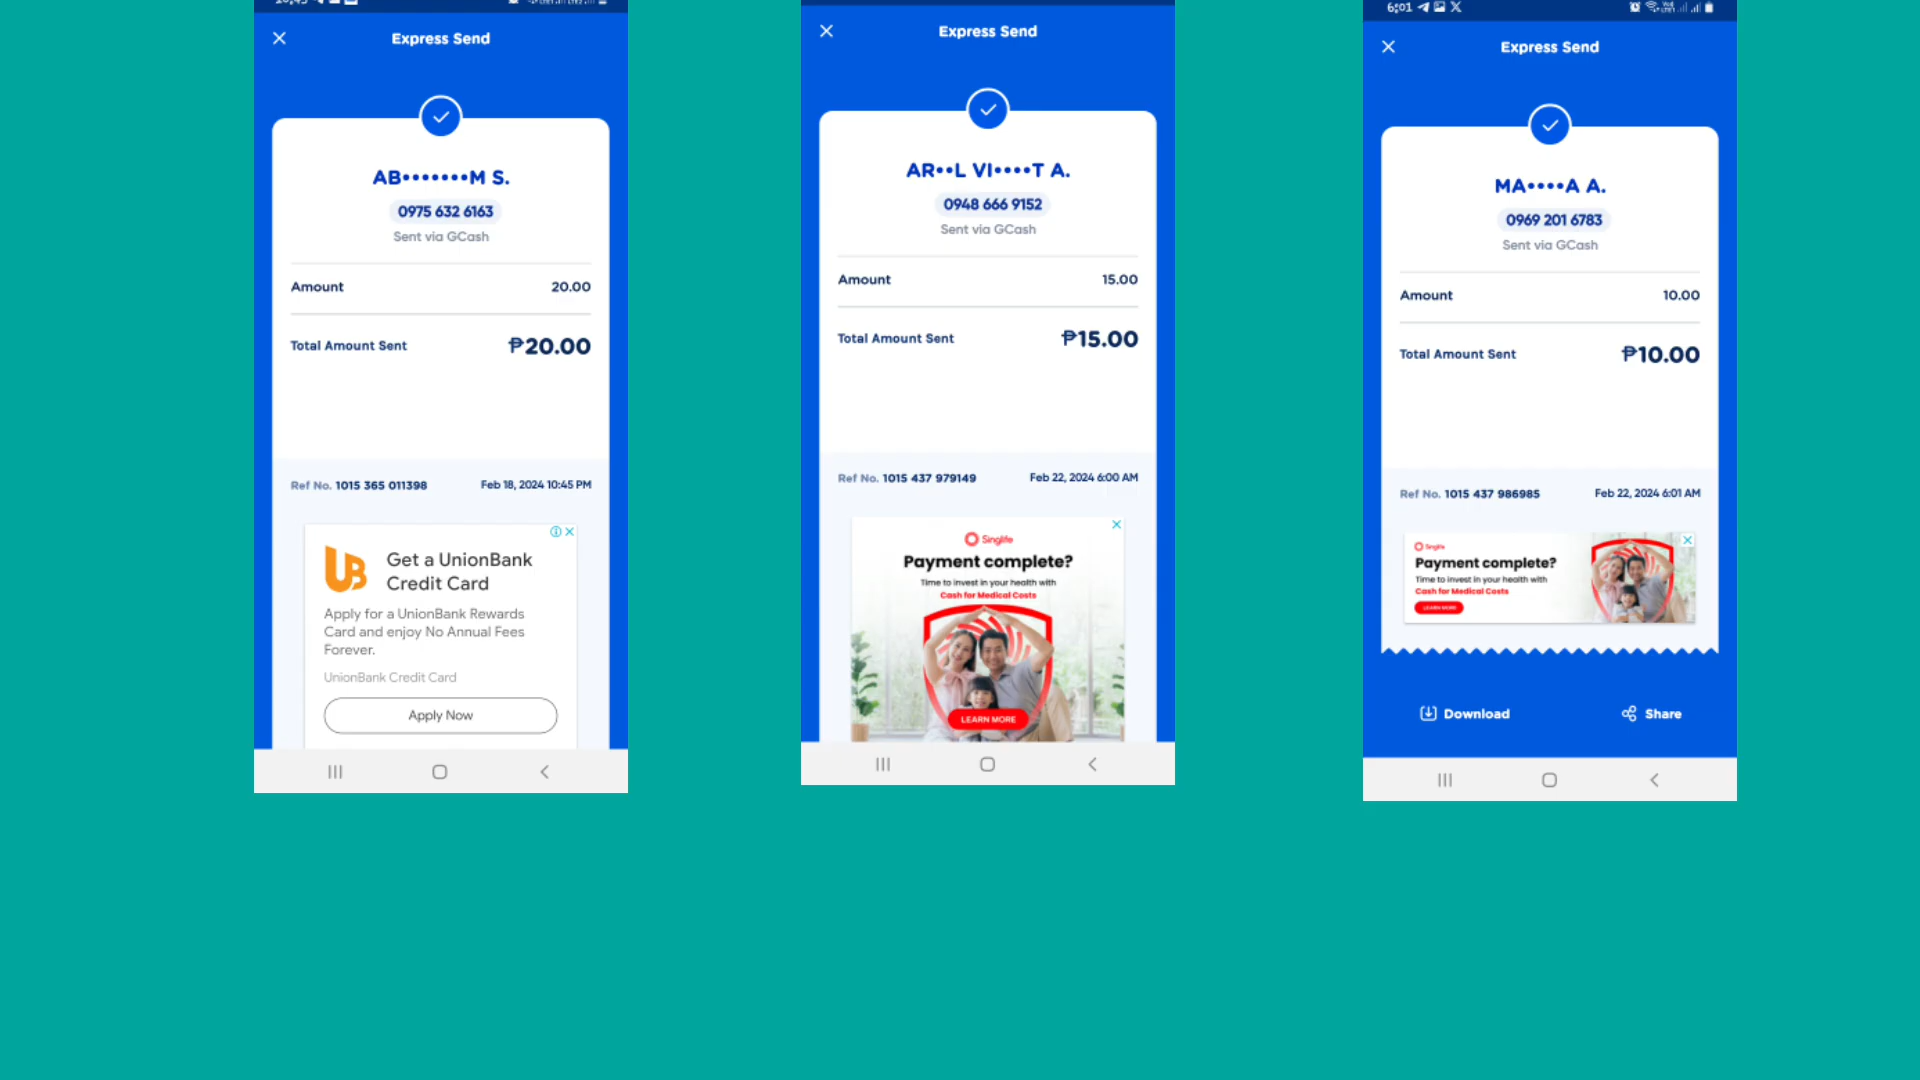 Express Send
AB•••••••M S.
0975 632 6163
Sent via GCash
Amount 20.00
Total Amount Sent ₱20.00
Ref No. 1015 365 011398 Feb 18, 2024 10:45 PM
Get a UnionBank
Credit Card
Apply for a UnionBank Rewards
Card and enjoy No Annual Fees
Forever.
UnionBank Credit Card
Apply Now
Express Send
AR••L VI••••T A.
0948 666 9152
Sent via GCash
Amount 15.00
Total Amount Sent ₱15.00
Ref No. 1015 437 979149 Feb 22, 2024 6:00 AM
Singlife
Payment complete?
Time to invest in your health with
Cash for Medical Costs
LEARN MORE
6:01
Express Send
MA••••A A.
0969 201 6783
Sent via GCash
Amount 10.00
Total Amount Sent ₱10.00
Ref No. 1015 437 986985 Feb 22, 2024 6:01 AM
Singlife
Payment complete?
Time to invest in your health with
Cash for Medical Costs
LEARN MORE
Download Share